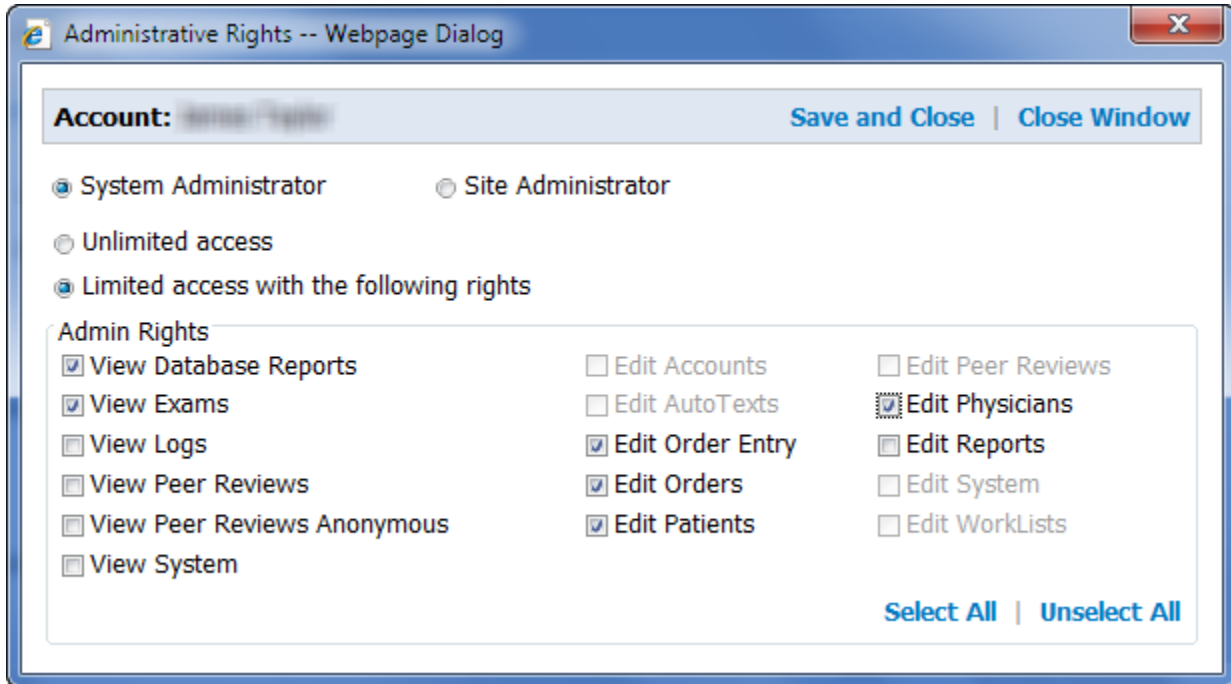 Administrative Rights -- Webpage Dialog
Account:
Save and Close | Close Window
System Administrator Site Administrator
Unlimited access
Limited access with the following rights
Admin Rights
View Database Reports Edit Accounts Edit Peer Reviews
View Exams Edit AutoTexts Edit Physicians
View Logs Edit Order Entry Edit Reports
View Peer Reviews Edit Orders Edit System
View Peer Reviews Anonymous Edit Patients Edit WorkLists
View System
Select All | Unselect All